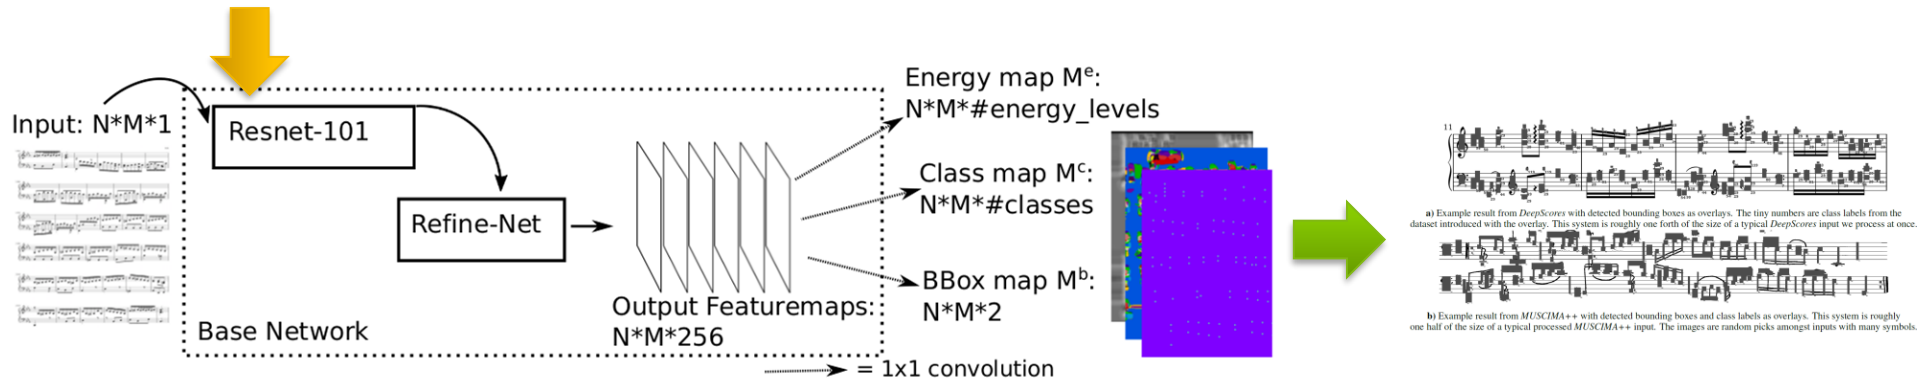 Input: N*M*1
Resnet-101
Refine-Net
Base Network
Output Featuremaps:
N*M*256
Energy map Mᵉ:
N*M*#energy_levels
Class map Mᶜ:
N*M*#classes
BBox map Mᵇ:
N*M*2
= 1x1 convolution
11
a) Example result from DeepScores with detected bounding boxes as overlays. The tiny numbers are class labels from the
dataset introduced with the overlay. This system is roughly one forth of the size of a typical DeepScores input we process at once.
b) Example result from MUSCIMA++ with detected bounding boxes and class labels as overlays. This system is roughly
one half of the size of a typical processed MUSCIMA++ input. The images are random picks amongst inputs with many symbols.